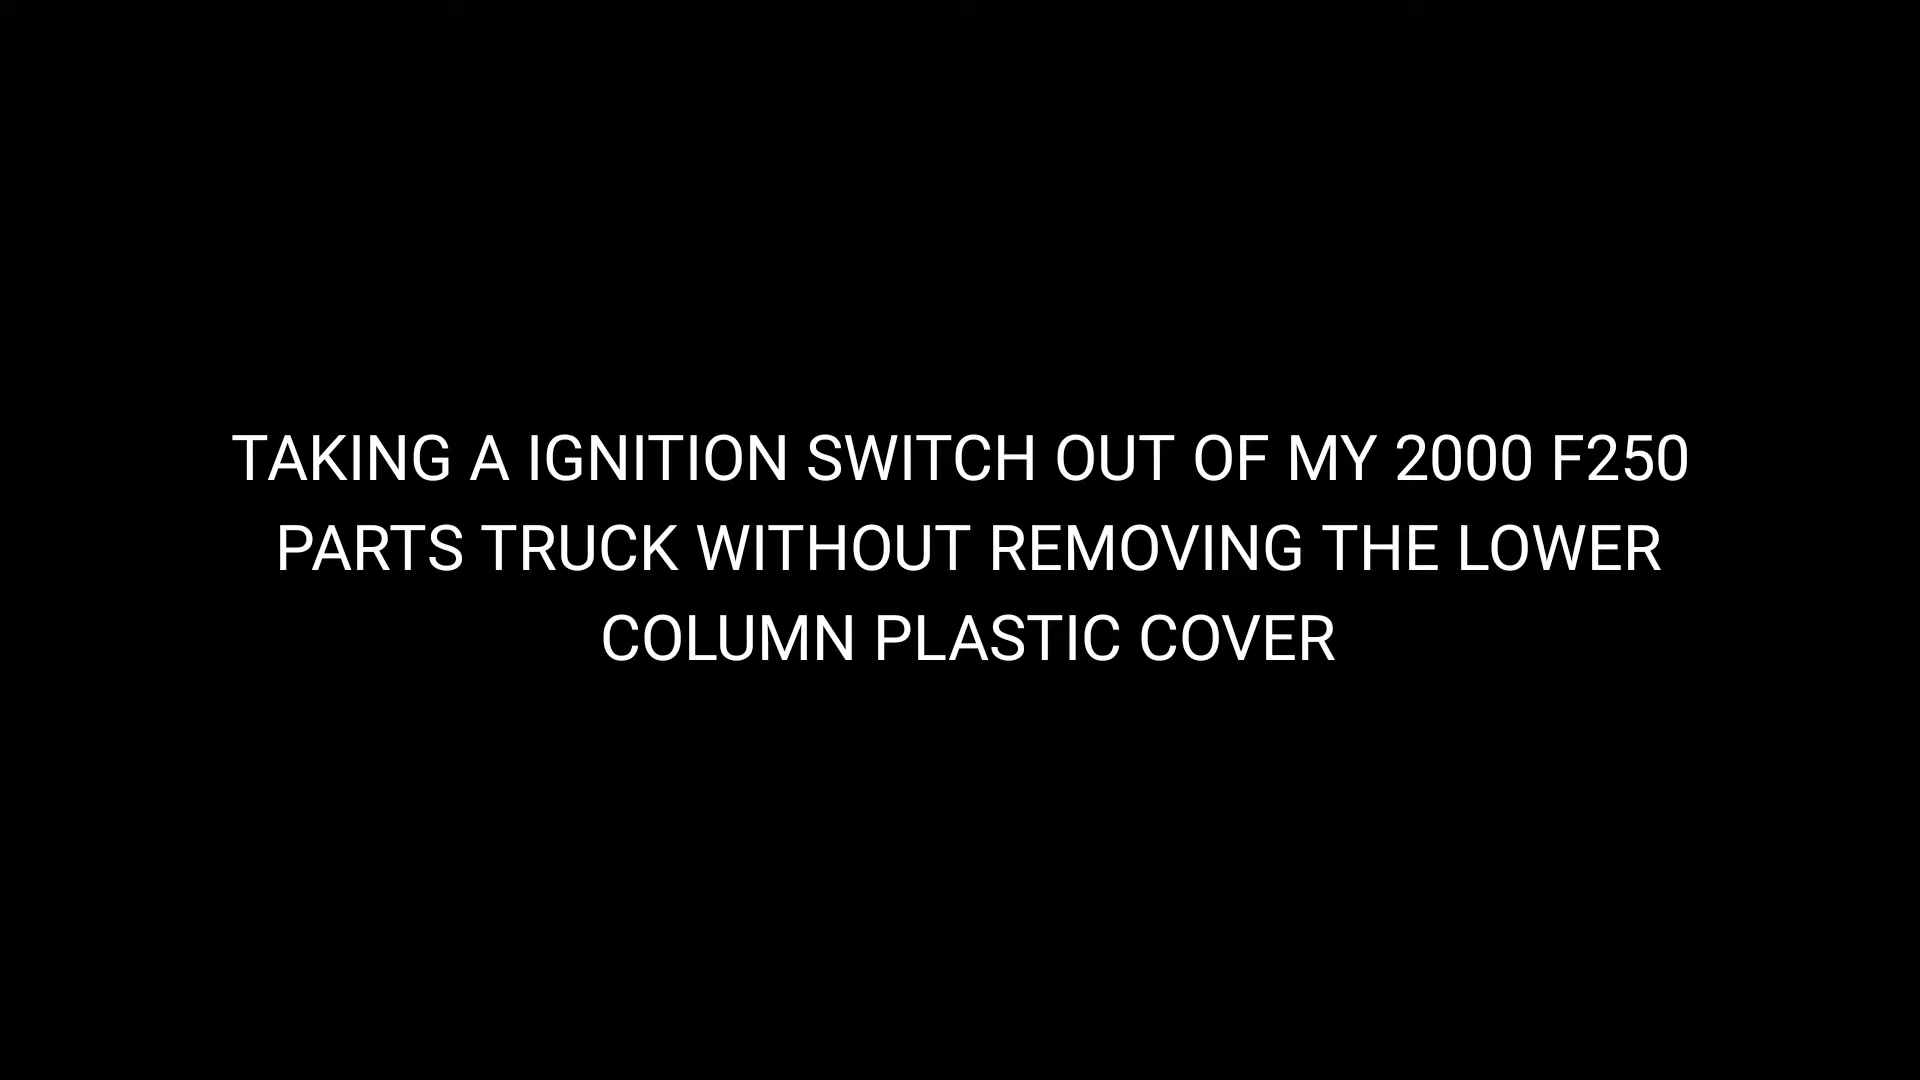 TAKING A IGNITION SWITCH OUT OF MY 2000 F250
PARTS TRUCK WITHOUT REMOVING THE LOWER
COLUMN PLASTIC COVER